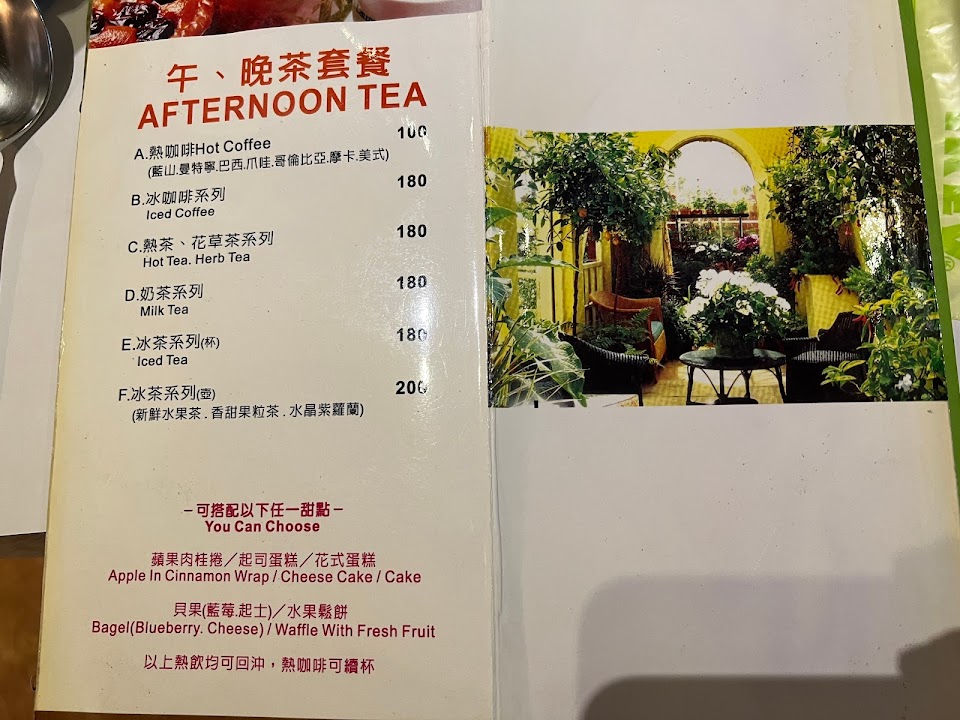 午、晚茶套餐
AFTERNOON TEA
A.熱咖啡Hot Coffee 100
(藍山.曼特寧.巴西.爪哇.哥倫比亞.摩卡.美式)
B.冰咖啡系列 180
Iced Coffee
C.熱茶、花草茶系列 180
Hot Tea. Herb Tea
D.奶茶系列 180
Milk Tea
E.冰茶系列(杯) 180
Iced Tea
F.冰茶系列(壺) 200
(新鮮水果茶.香甜果粒茶.水晶紫蘿蘭)
–可搭配以下任一甜點–
You Can Choose
蘋果肉桂捲／起司蛋糕／花式蛋糕
Apple In Cinnamon Wrap / Cheese Cake / Cake
貝果(藍莓.起士)／水果鬆餅
Bagel(Blueberry. Cheese) / Waffle With Fresh Fruit
以上熱飲均可回沖，熱咖啡可續杯